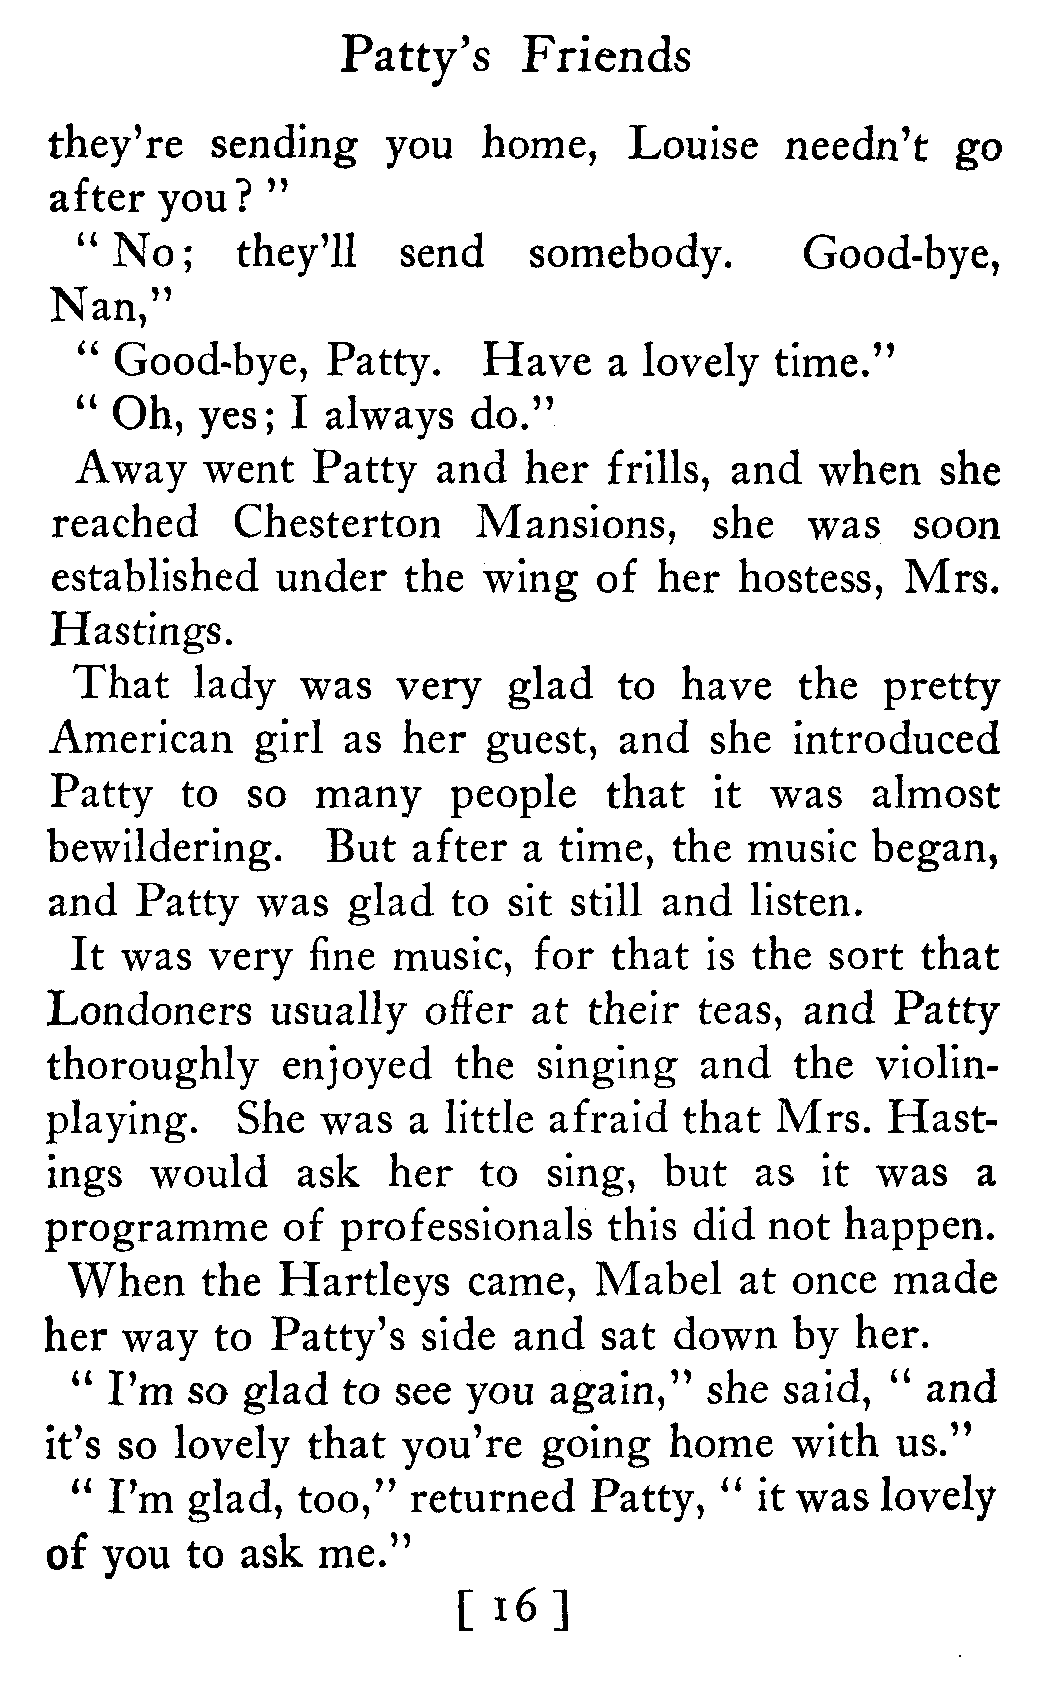 Patty's Friends
they're sending you home, Louise needn't go
after you? "
" No; they'll send somebody. Good-bye,
Nan,"
" Good-bye, Patty. Have a lovely time."
" Oh, yes; I always do."
Away went Patty and her frills, and when she
reached Chesterton Mansions, she was soon
established under the wing of her hostess, Mrs.
Hastings.
That lady was very glad to have the pretty
American girl as her guest, and she introduced
Patty to so many people that it was almost
bewildering. But after a time, the music began,
and Patty was glad to sit still and listen.
It was very fine music, for that is the sort that
Londoners usually offer at their teas, and Patty
thoroughly enjoyed the singing and the violin-
playing. She was a little afraid that Mrs. Hast-
ings would ask her to sing, but as it was a
programme of professionals this did not happen.
When the Hartleys came, Mabel at once made
her way to Patty's side and sat down by her.
" I'm so glad to see you again," she said, " and
it's so lovely that you're going home with us."
" I'm glad, too," returned Patty, " it was lovely
of you to ask me."
[ 16 ]